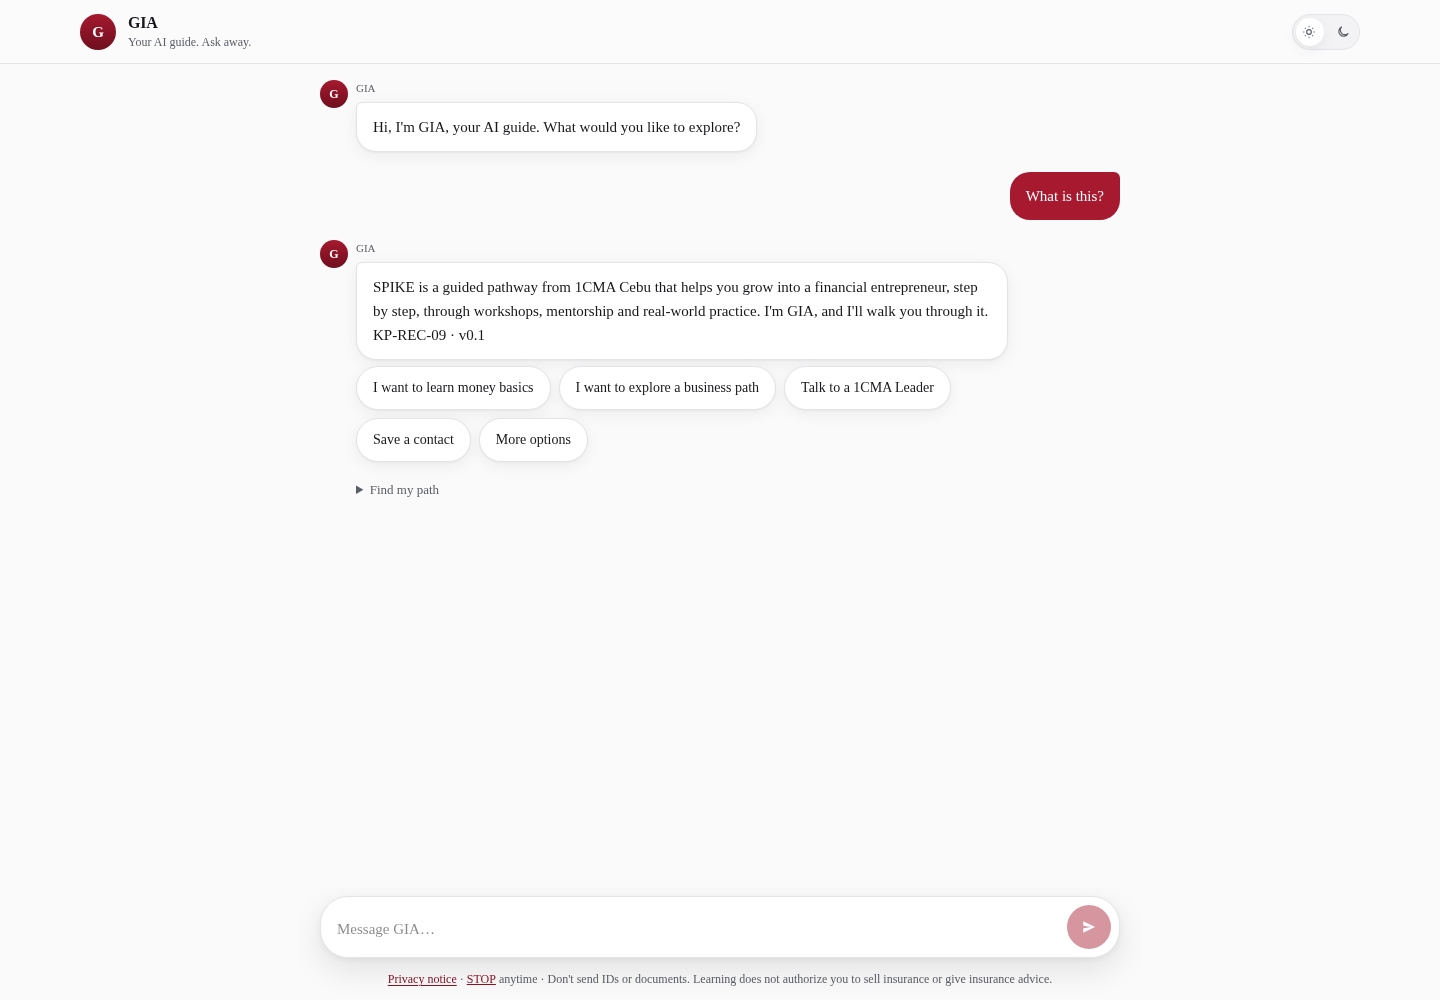 G
GIA
Your AI guide. Ask away.
G
GIA
Hi, I'm GIA, your AI guide. What would you like to explore?
What is this?
G
GIA
SPIKE is a guided pathway from 1CMA Cebu that helps you grow into a financial entrepreneur, step
by step, through workshops, mentorship and real-world practice. I'm GIA, and I'll walk you through it.
KP-REC-09 · v0.1
I want to learn money basics
I want to explore a business path
Talk to a 1CMA Leader
Save a contact
More options
Find my path
Message GIA…
Privacy notice · STOP anytime · Don't send IDs or documents. Learning does not authorize you to sell insurance or give insurance advice.